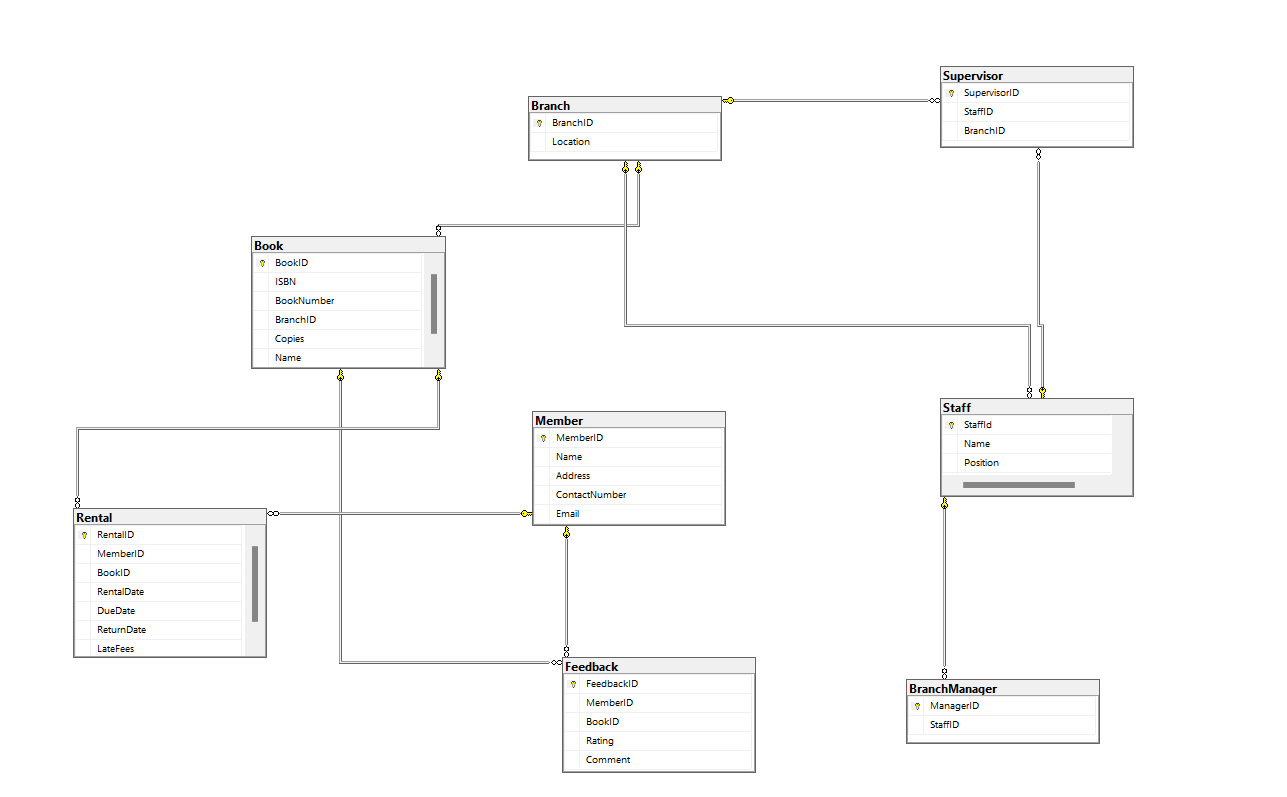 Supervisor
SupervisorID
StaffID
BranchID
Branch
BranchID
Location
Book
BookID
ISBN
BookNumber
BranchID
Copies
Name
Member
MemberID
Name
Address
ContactNumber
Email
Staff
StaffId
Name
Position
Rental
RentalID
MemberID
BookID
RentalDate
DueDate
ReturnDate
LateFees
Feedback
FeedbackID
MemberID
BookID
Rating
Comment
BranchManager
ManagerID
StaffID